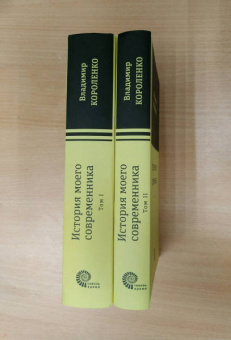 Владимир
КОРОЛЕНКО
История моего
современника
Том I
Владимир
КОРОЛЕНКО
История моего
современника
Том II